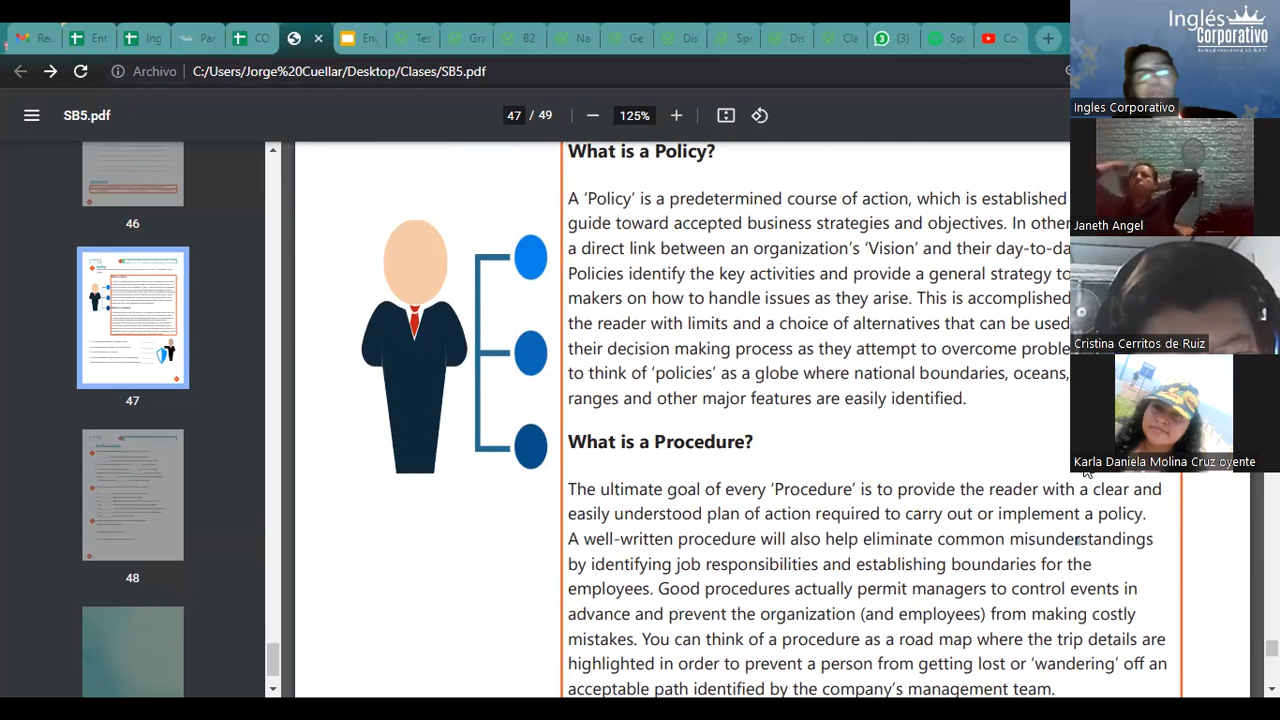 Rec
Ent
Ing
Par
CO
En
Tes
Gra
B2
Na
Ge
Dis
Spe
Dis
Cla
(3)
Sp
Co
Archivo C:/Users/Jorge%20Cuellar/Desktop/Clases/SB5.pdf
SB5.pdf
47 / 49
125%
46
47
48
What is a Policy?
A ‘Policy’ is a predetermined course of action, which is established
guide toward accepted business strategies and objectives. In other
a direct link between an organization’s ‘Vision’ and their day-to-da
Policies identify the key activities and provide a general strategy to
makers on how to handle issues as they arise. This is accomplished
the reader with limits and a choice of alternatives that can be used
their decision making process as they attempt to overcome proble
to think of ‘policies’ as a globe where national boundaries, oceans,
ranges and other major features are easily identified.
What is a Procedure?
The ultimate goal of every ‘Procedure’ is to provide the reader with a clear and
easily understood plan of action required to carry out or implement a policy.
A well-written procedure will also help eliminate common misunderstandings
by identifying job responsibilities and establishing boundaries for the
employees. Good procedures actually permit managers to control events in
advance and prevent the organization (and employees) from making costly
mistakes. You can think of a procedure as a road map where the trip details are
highlighted in order to prevent a person from getting lost or ‘wandering’ off an
acceptable path identified by the company’s management team.
Inglés
Corporativo
Ingles Corporativo
Janeth Angel
Cristina Cerritos de Ruiz
Karla Daniela Molina Cruz oyente